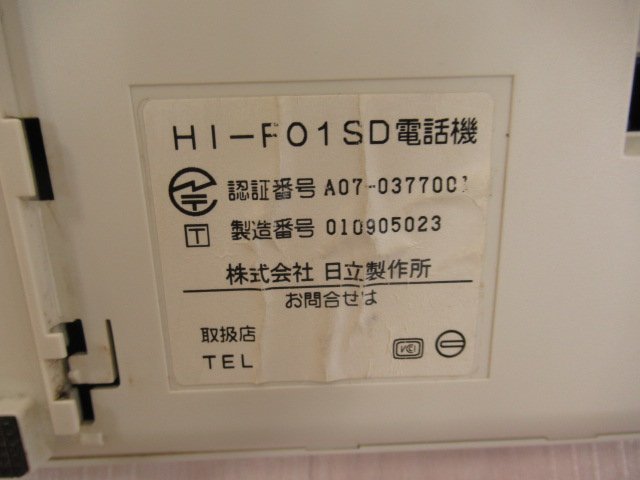 HI-F01SD電話機
認証番号 A07-0377001
T 製造番号 010905023
株式会社 日立製作所
お問合せは
取扱店
TEL
VCI